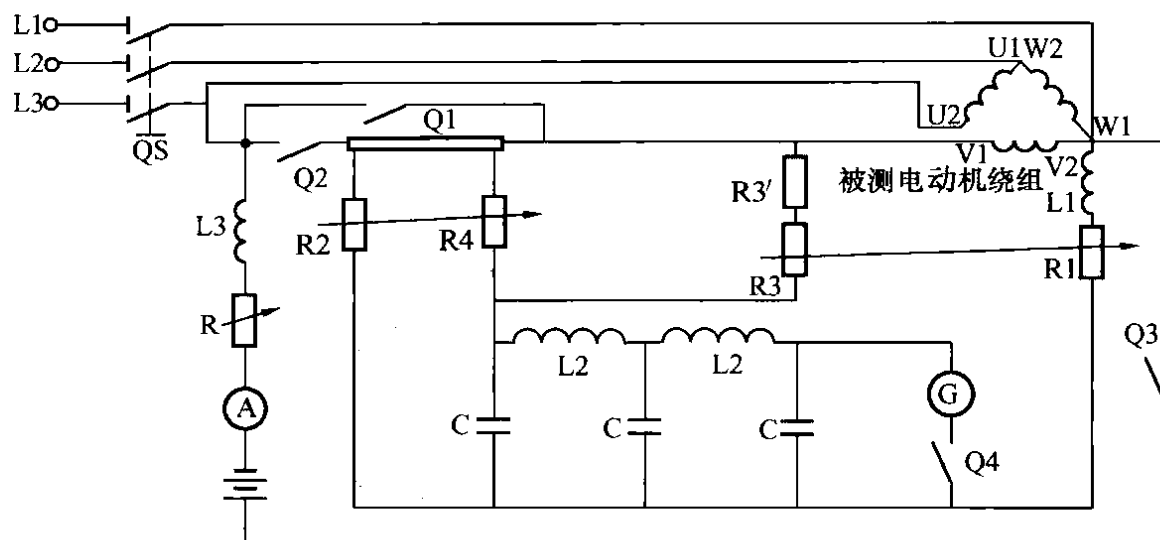 L1
L2
U1W2
L3
U2
QS
Q1
W1
Q2
V1
V2
被测电动机绕组
R3′
L1
L3
R2
R4
R3
R1
R
L2
L2
Q3
A
C
C
C
G
Q4